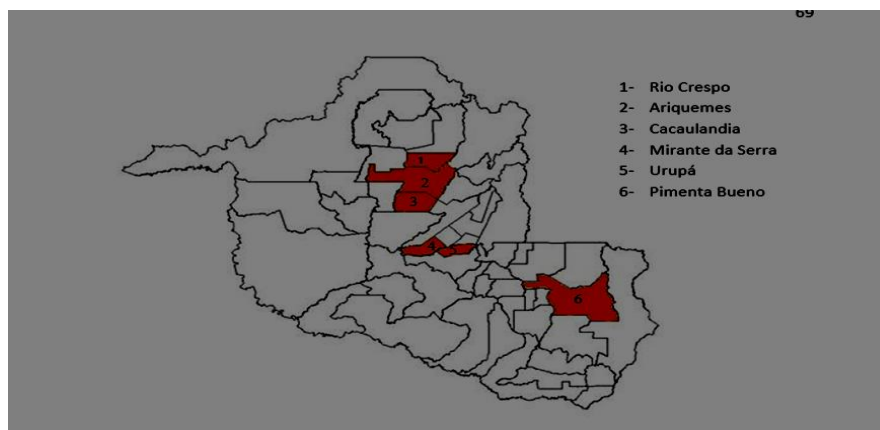 69
1- Rio Crespo
2- Ariquemes
3- Cacaulandia
4- Mirante da Serra
5- Urupá
6- Pimenta Bueno
1
2
3
4
6